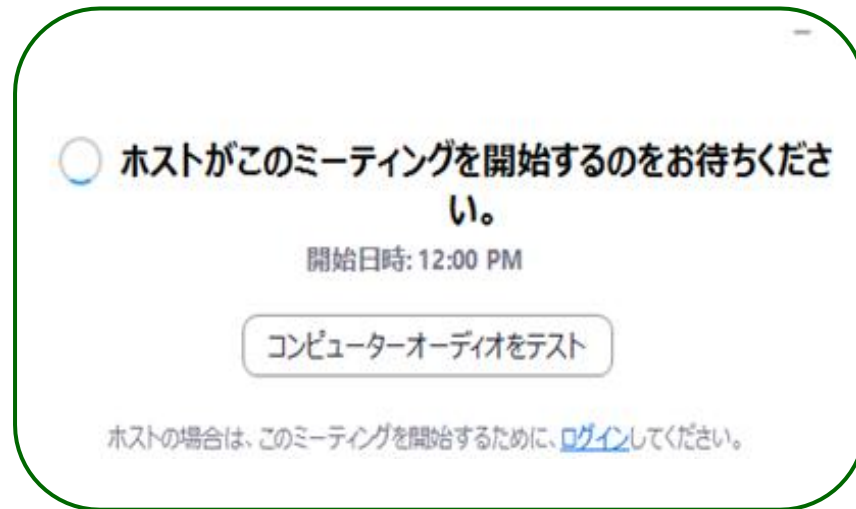 ホストがこのミーティングを開始するのをお待ちくださ
い。
開始日時: 12:00 PM
コンピューターオーディオをテスト
ホストの場合は、このミーティングを開始するために、ログインしてください。